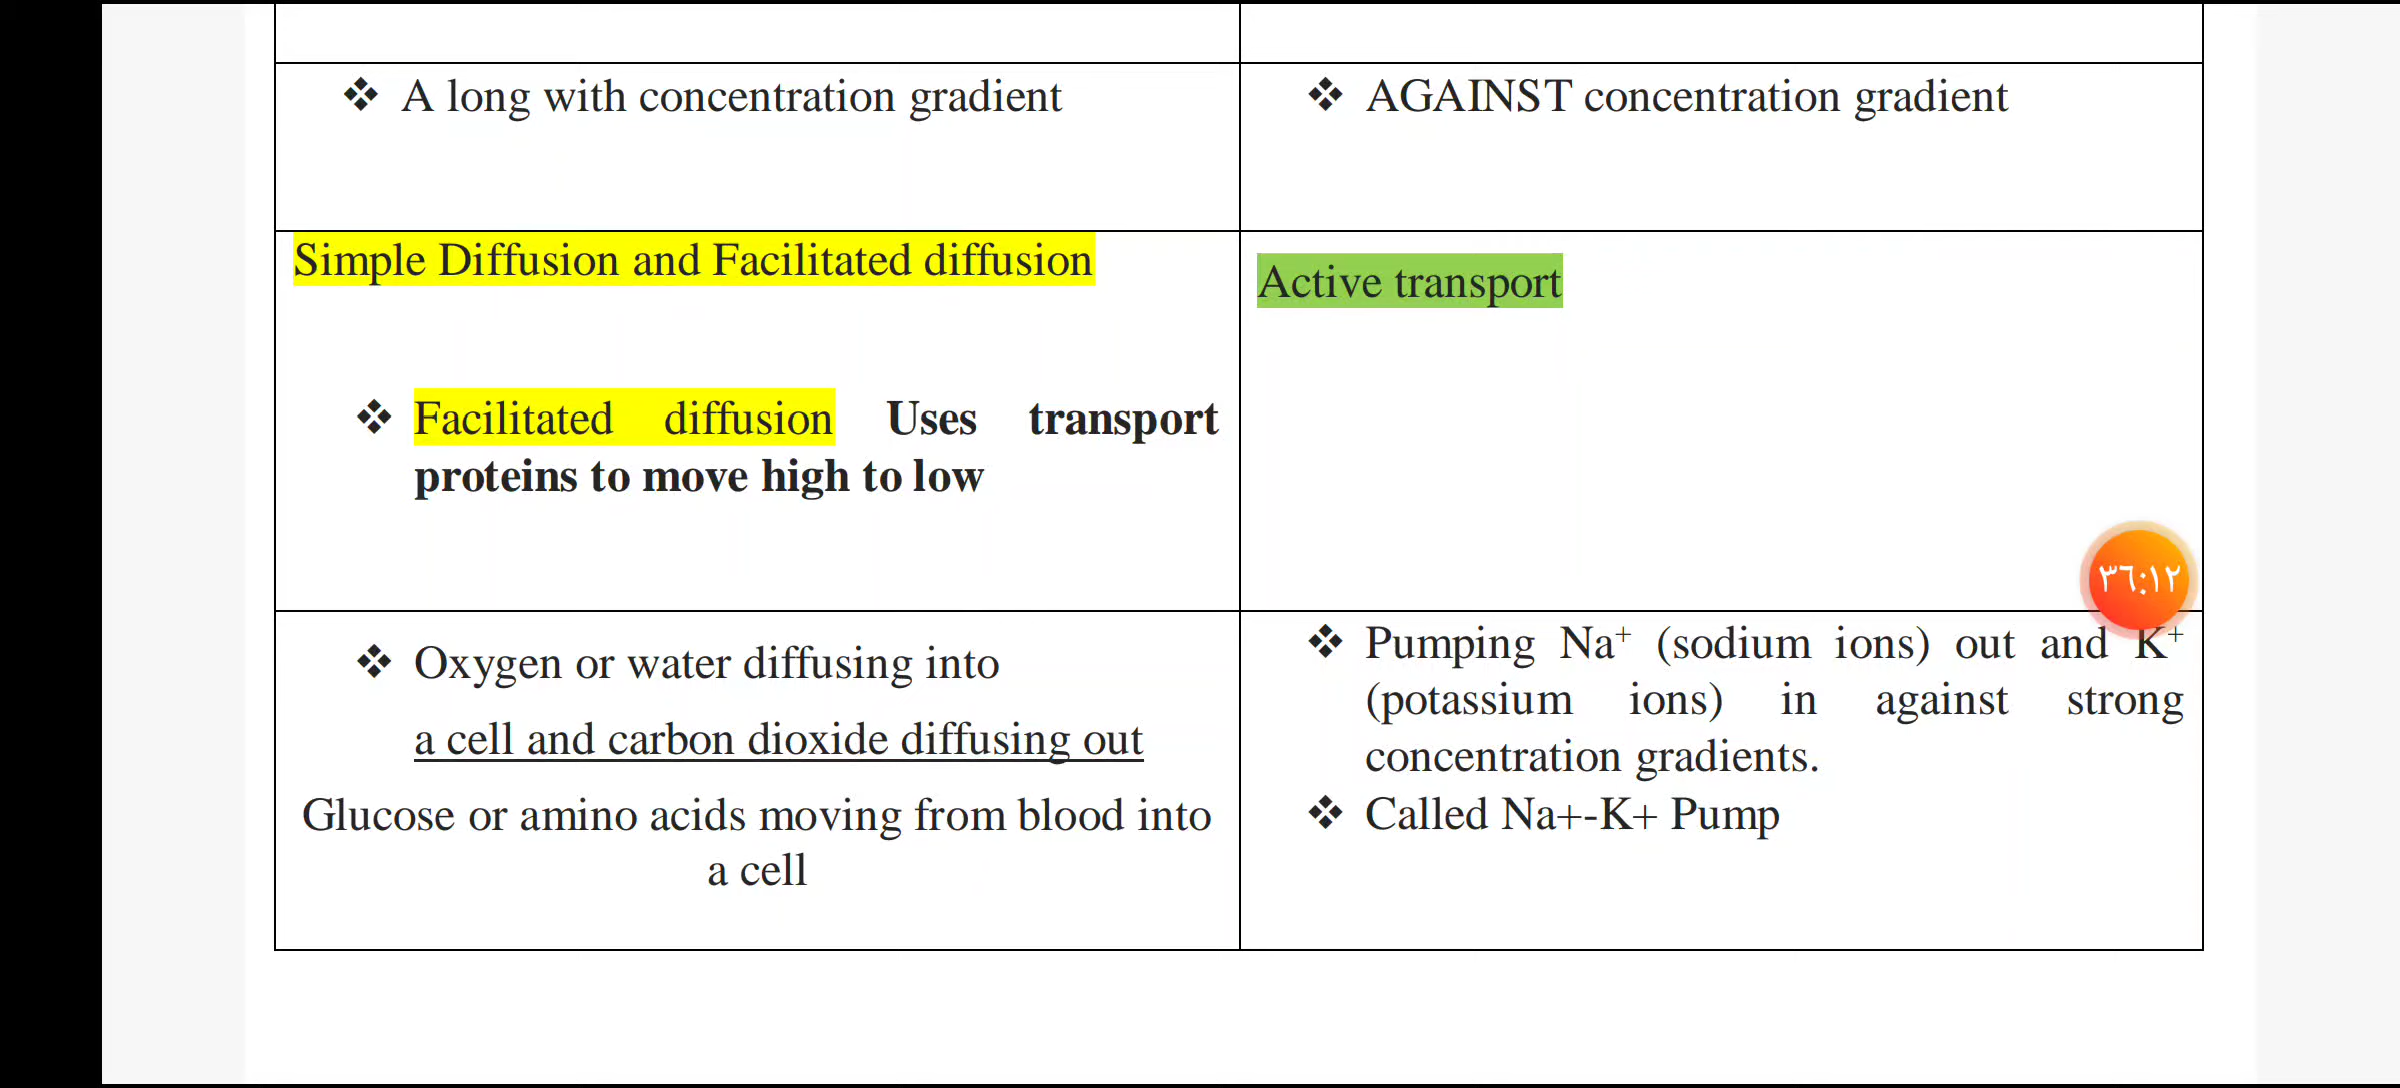 ❖ A long with concentration gradient
❖ AGAINST concentration gradient
Simple Diffusion and Facilitated diffusion
❖ Facilitated diffusion Uses transport
proteins to move high to low
Active transport
❖ Oxygen or water diffusing into
a cell and carbon dioxide diffusing out
Glucose or amino acids moving from blood into
a cell
❖ Pumping Na⁺ (sodium ions) out and K⁺
(potassium ions) in against strong
concentration gradients.
❖ Called Na+-K+ Pump
٣٦:١٢